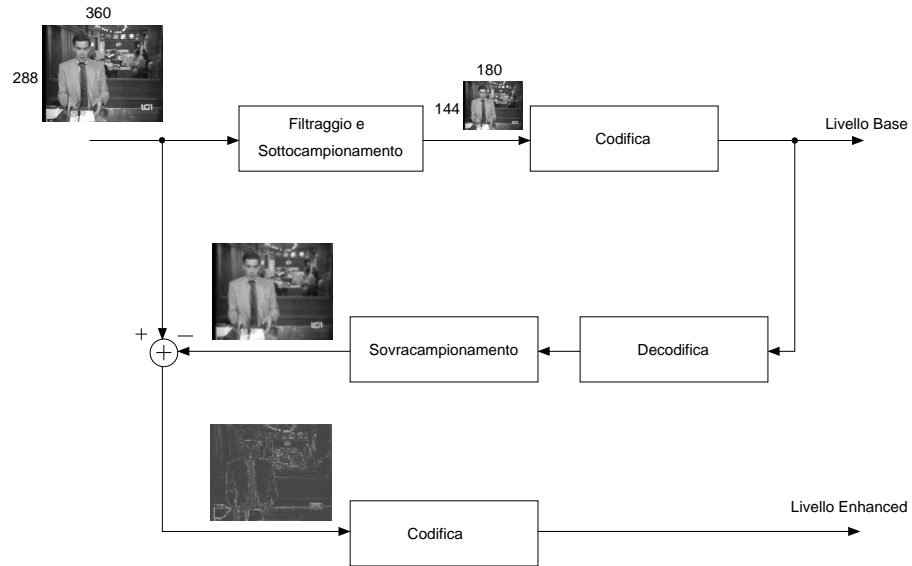 360
288
180
144
Filtraggio e
Sottocampionamento
Codifica
Livello Base
+
—
+
Sovracampionamento
Decodifica
Codifica
Livello Enhanced